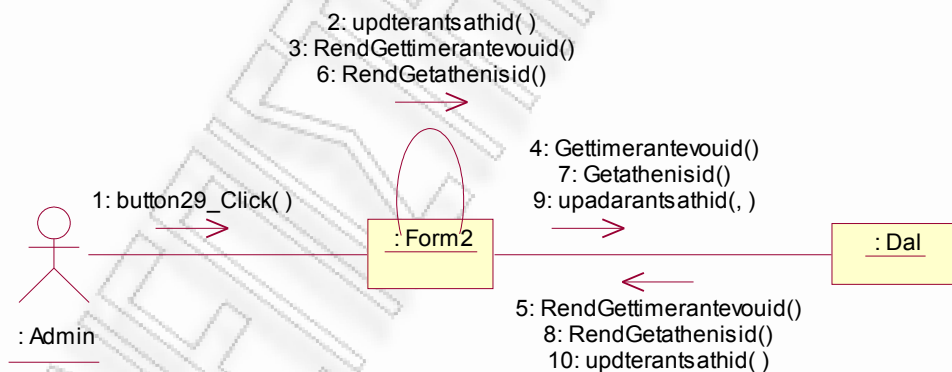 2: updterantsathid( )
3: RendGettimerantevouid()
6: RendGetathenisid()
1: button29_Click( )
: Form2
4: Gettimerantevouid()
7: Getathenisid()
9: upadarantsathid(, )
: Dal
: Admin
5: RendGettimerantevouid()
8: RendGetathenisid()
10: updterantsathid( )